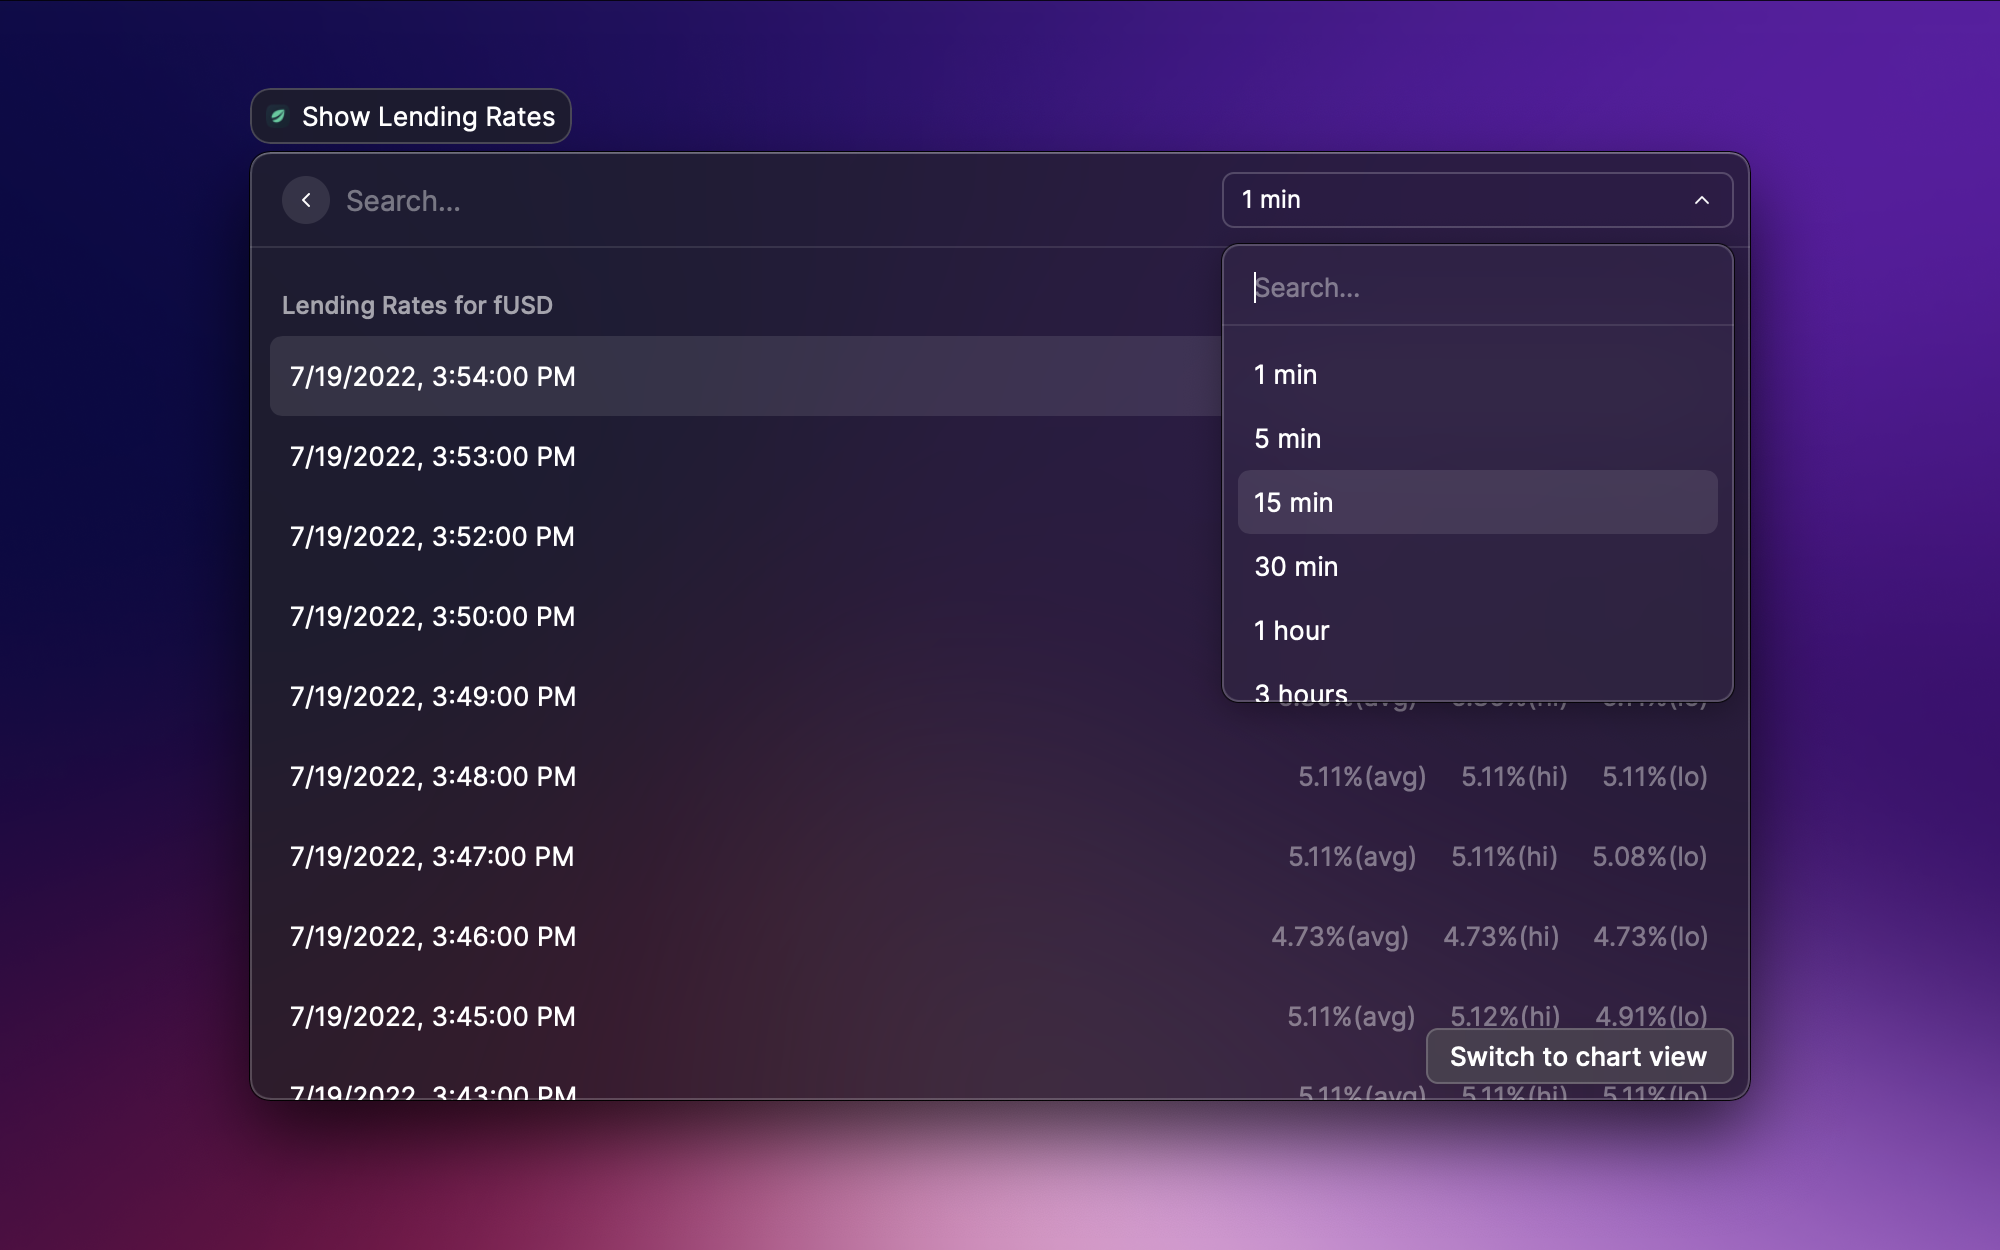 Show Lending Rates
Search...
1 min
Search...
Lending Rates for fUSD
1 min
5 min
15 min
30 min
1 hour
3 hours
7/19/2022, 3:54:00 PM
7/19/2022, 3:53:00 PM
7/19/2022, 3:52:00 PM
7/19/2022, 3:50:00 PM
7/19/2022, 3:49:00 PM
7/19/2022, 3:48:00 PM 5.11%(avg) 5.11%(hi) 5.11%(lo)
7/19/2022, 3:47:00 PM 5.11%(avg) 5.11%(hi) 5.08%(lo)
7/19/2022, 3:46:00 PM 4.73%(avg) 4.73%(hi) 4.73%(lo)
7/19/2022, 3:45:00 PM 5.11%(avg) 5.12%(hi) 4.91%(lo)
Switch to chart view
7/19/2022, 3:43:00 PM 5.11%(avg) 5.11%(hi) 5.11%(lo)